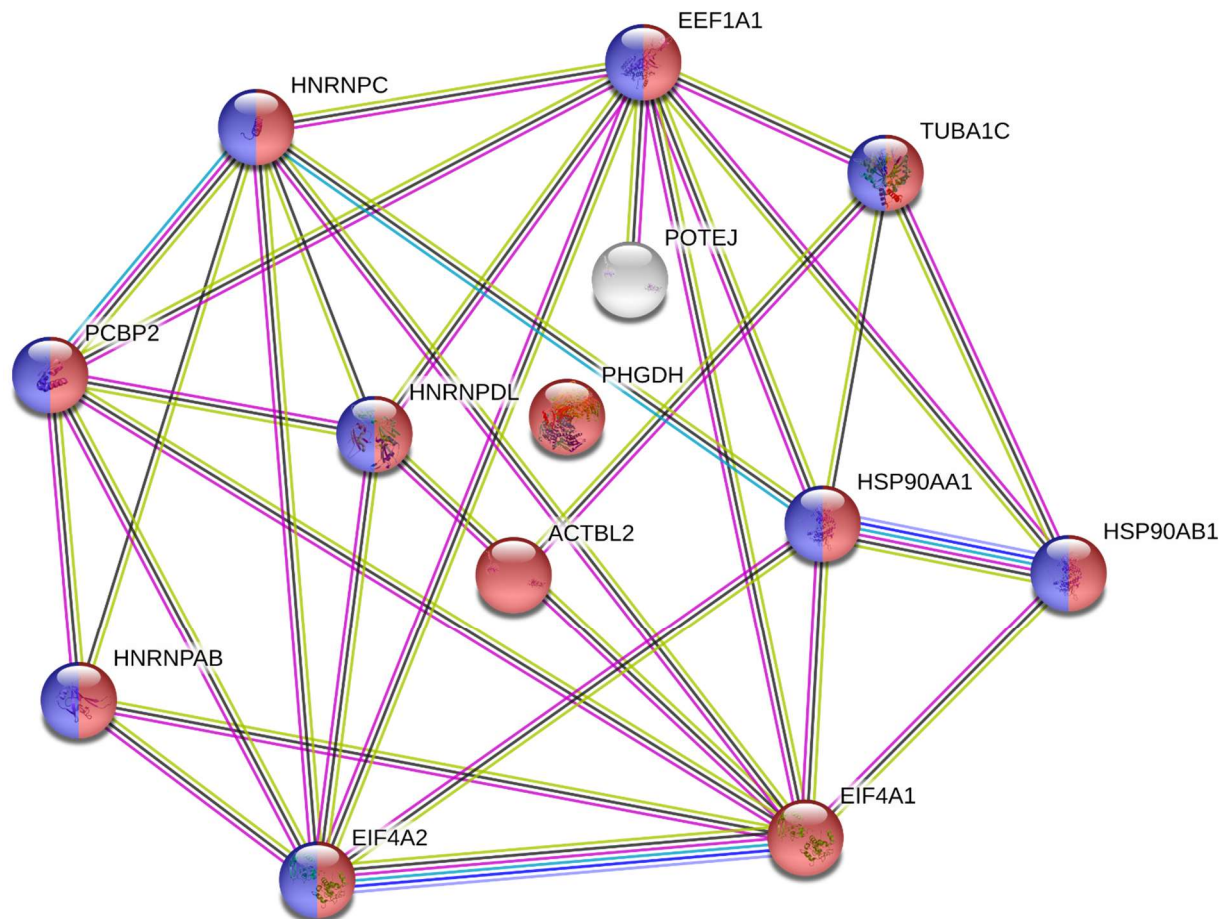 EEF1A1
HNRNPC
TUBA1C
POTEJ
PCBP2
PHGDH
HNRNPDL
HSP90AA1
ACTBL2
HSP90AB1
HNRNPAB
EIF4A1
EIF4A2